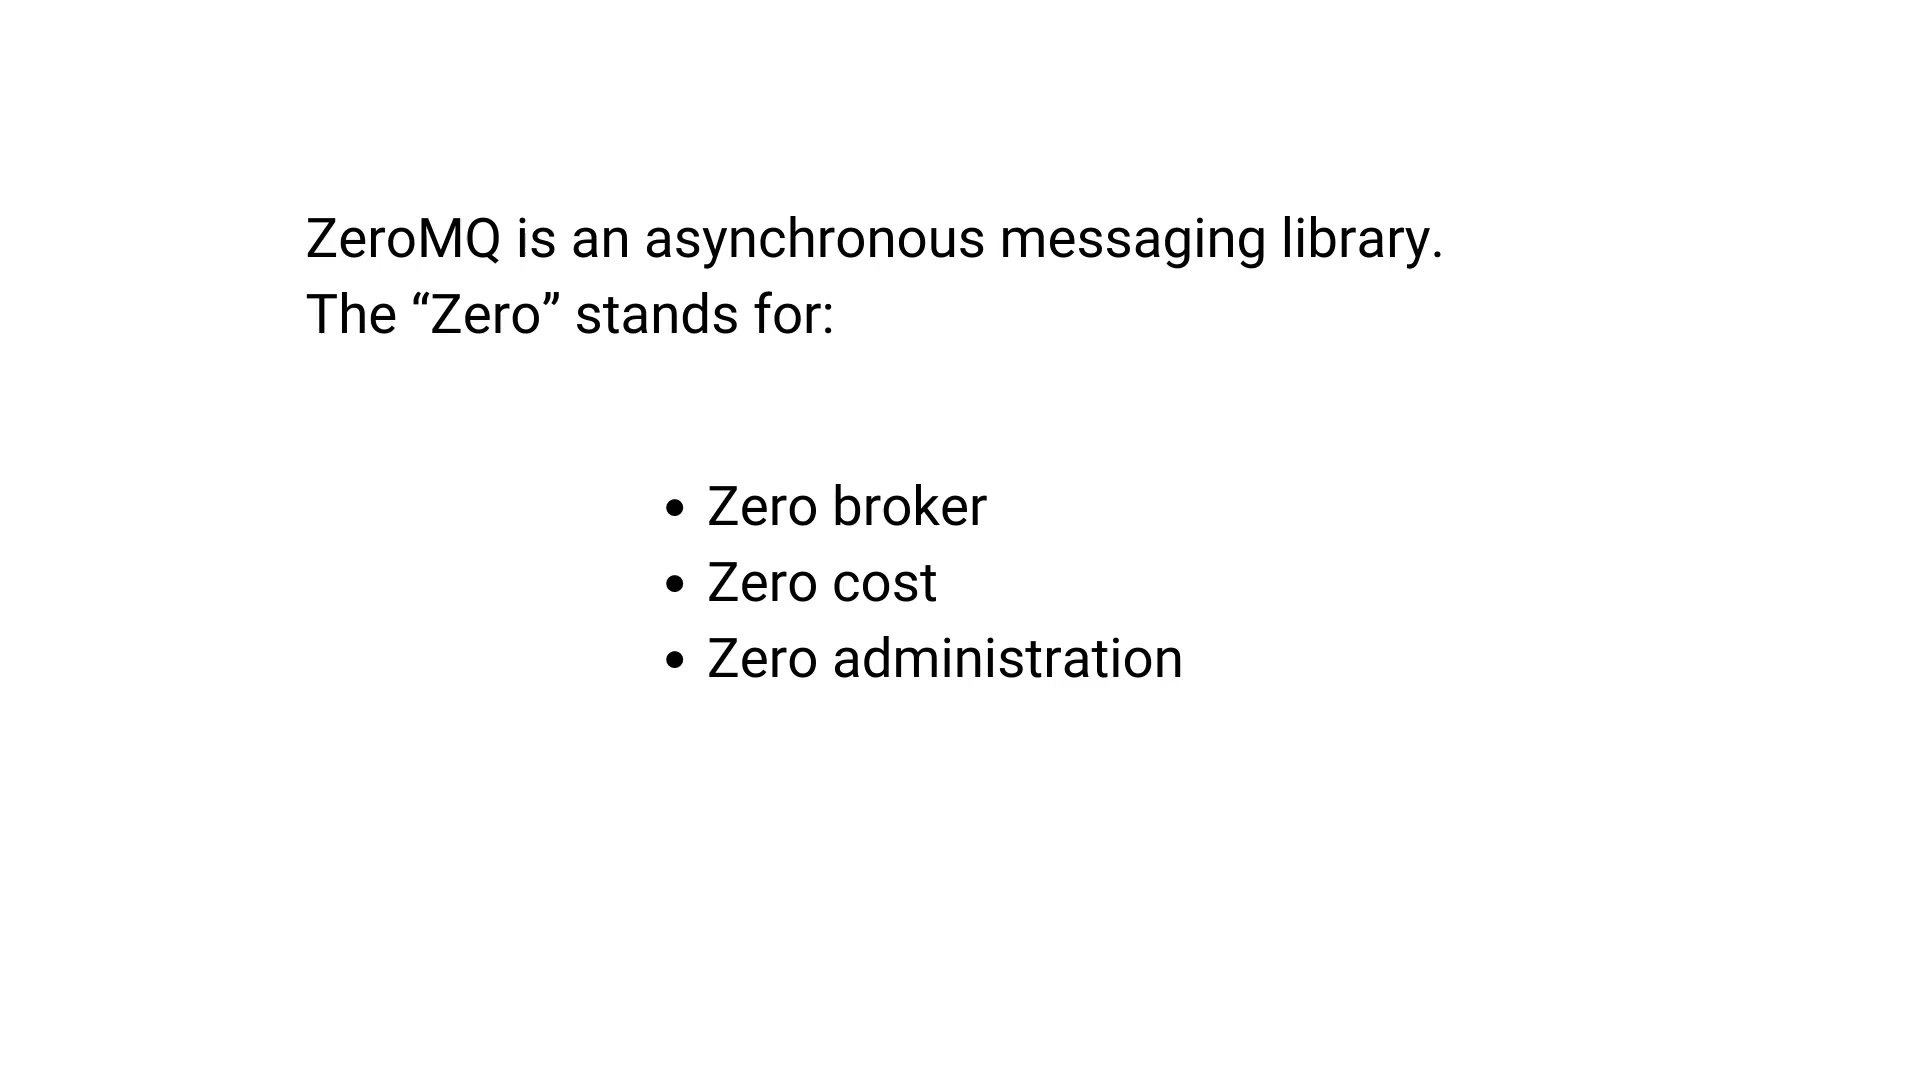 ZeroMQ is an asynchronous messaging library.
The “Zero” stands for:
• Zero broker
• Zero cost
• Zero administration